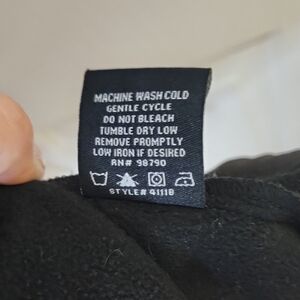 MACHINE WASH COLD
GENTLE CYCLE
DO NOT BLEACH
TUMBLE DRY LOW
REMOVE PROMPTLY
LOW IRON IF DESIRED
RN# 98790
STYLE# 41118